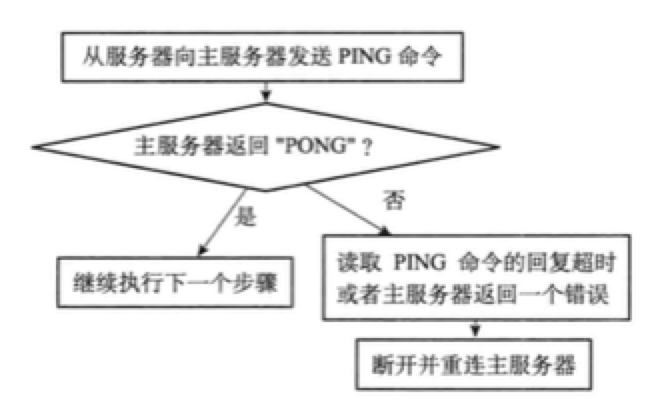 从服务器向主服务器发送 PING 命令
主服务器返回 "PONG" ?
是
否
继续执行下一个步骤
读取 PING 命令的回复超时
或者主服务器返回一个错误
断开并重连主服务器